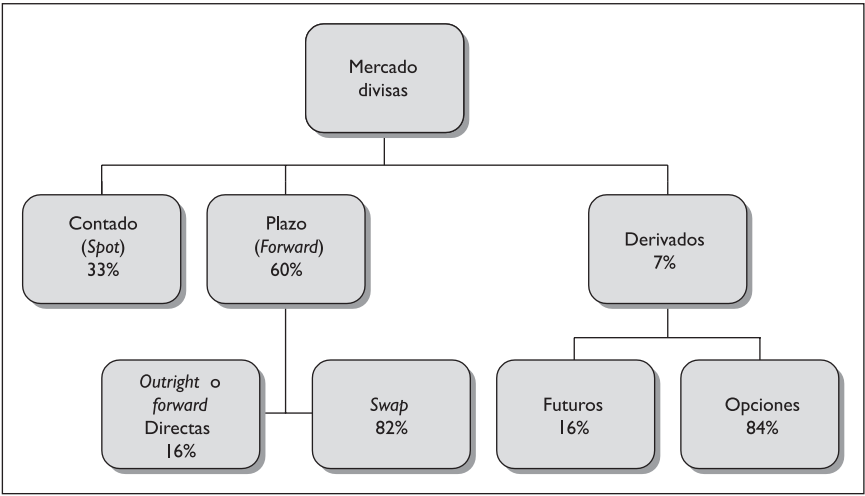 Mercado
divisas
Contado
(Spot)
33%
Plazo
(Forward)
60%
Derivados
7%
Outright o
forward
Directas
16%
Swap
82%
Futuros
16%
Opciones
84%